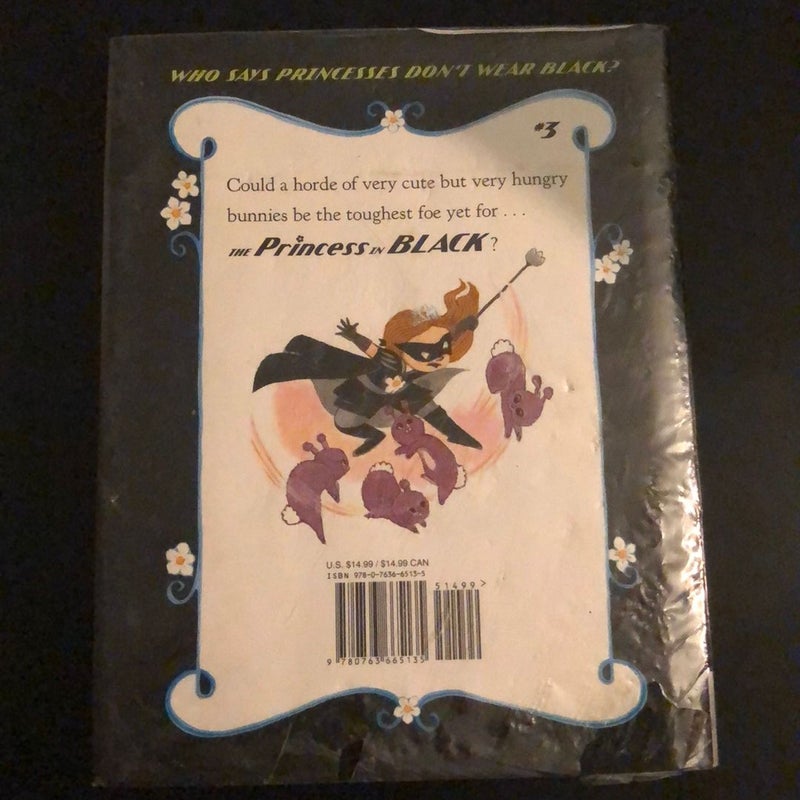 WHO SAYS PRINCESSES DON'T WEAR BLACK?
#3
Could a horde of very cute but very hungry
bunnies be the toughest foe yet for . . .
THE PRINCESS IN BLACK?
U.S. $14.99 / $14.99 CAN
ISBN 978-0-7636-6513-5
51499>
9 780763 665135